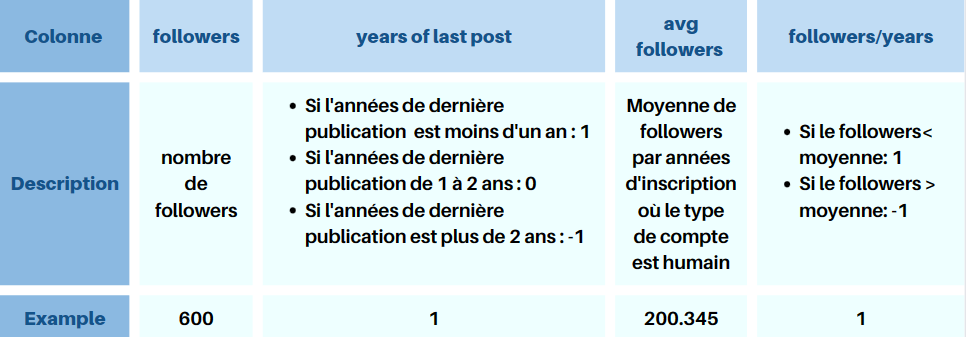 Colonne
followers
years of last post
avg
followers
followers/years
Description
nombre
de
followers
• Si l'années de dernière
publication est moins d'un an : 1
• Si l'années de dernière
publication de 1 à 2 ans : 0
• Si l'années de dernière
publication est plus de 2 ans : -1
Moyenne de
followers
par années
d'inscription
où le type
de compte
est humain
• Si le followers<
moyenne: 1
• Si le followers >
moyenne: -1
Example
600
1
200.345
1